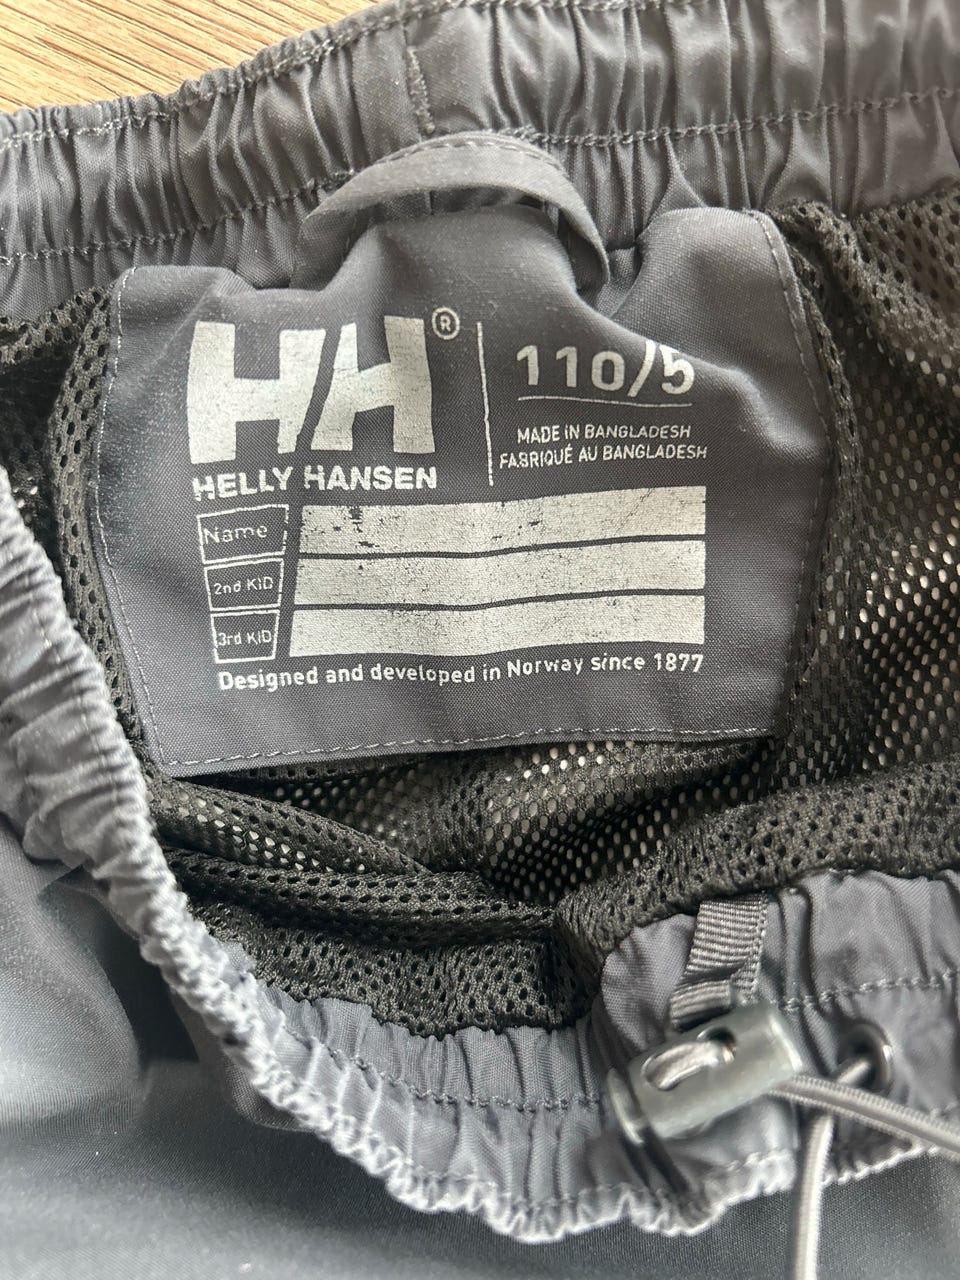 HH®
HELLY HANSEN
110/5
MADE IN BANGLADESH
FABRIQUÉ AU BANGLADESH
Name
2nd KID
3rd KID
Designed and developed in Norway since 1877